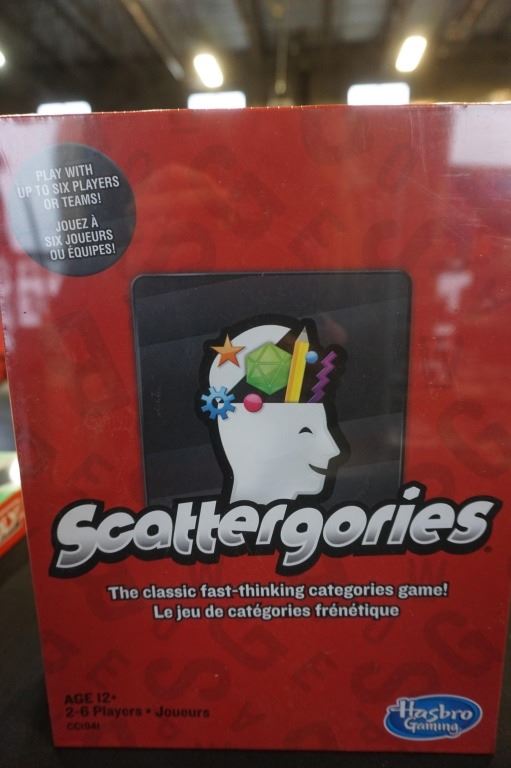 PLAY WITH
UP TO SIX PLAYERS
OR TEAMS!
JOUEZ À
SIX JOUEURS
OU ÉQUIPES!
Scattergories
The classic fast-thinking categories game!
Le jeu de catégories frénétique
AGE 12+
2-6 Players • Joueurs
Hasbro
Gaming